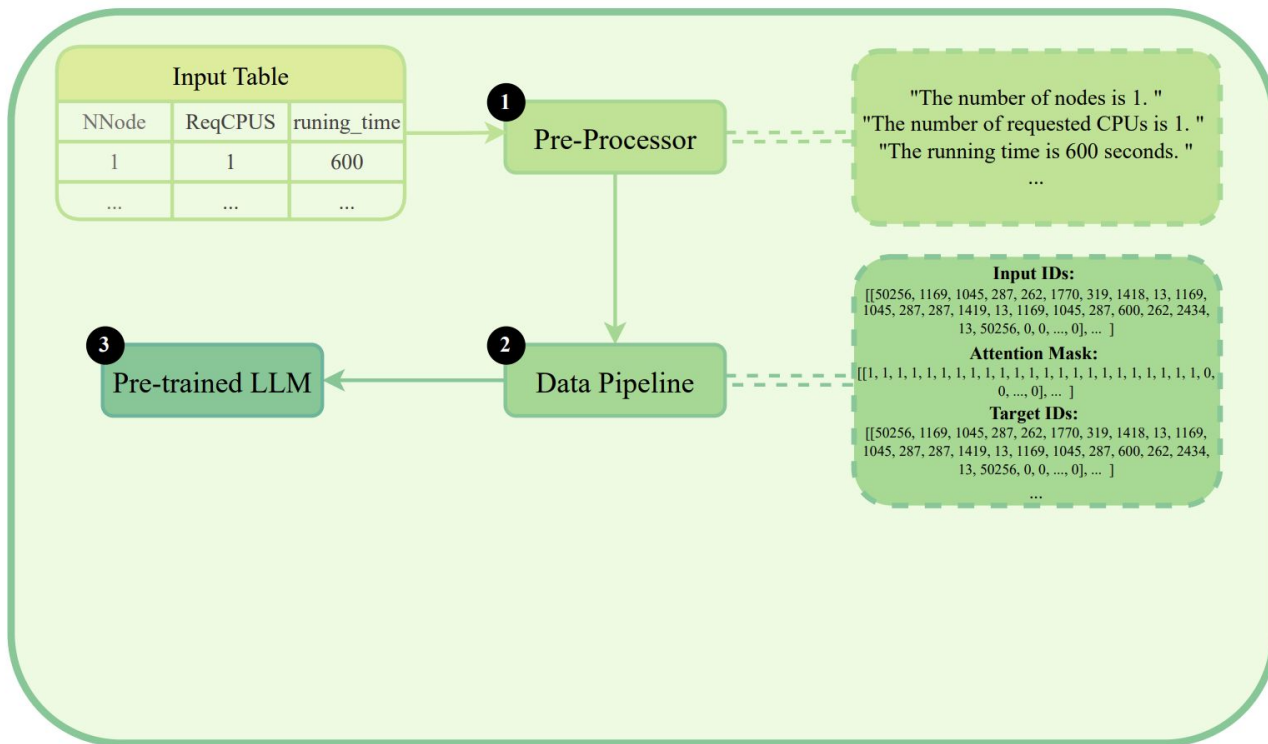 Input Table
NNode ReqCPUS runing_time
1 1 600
... ... ...
1
Pre-Processor
"The number of nodes is 1. "
"The number of requested CPUs is 1. "
"The running time is 600 seconds. "
...
3
Pre-trained LLM
2
Data Pipeline
Input IDs:
[[50256, 1169, 1045, 287, 262, 1770, 319, 1418, 13, 1169,
1045, 287, 287, 1419, 13, 1169, 1045, 287, 600, 262, 2434,
13, 50256, 0, 0, ..., 0], ... ]
Attention Mask:
[[1, 1, 1, 1, 1, 1, 1, 1, 1, 1, 1, 1, 1, 1, 1, 1, 1, 1, 1, 1, 1, 1, 1, 0,
0, ..., 0], ... ]
Target IDs:
[[50256, 1169, 1045, 287, 262, 1770, 319, 1418, 13, 1169,
1045, 287, 287, 1419, 13, 1169, 1045, 287, 600, 262, 2434,
13, 50256, 0, 0, ..., 0], ... ]
...